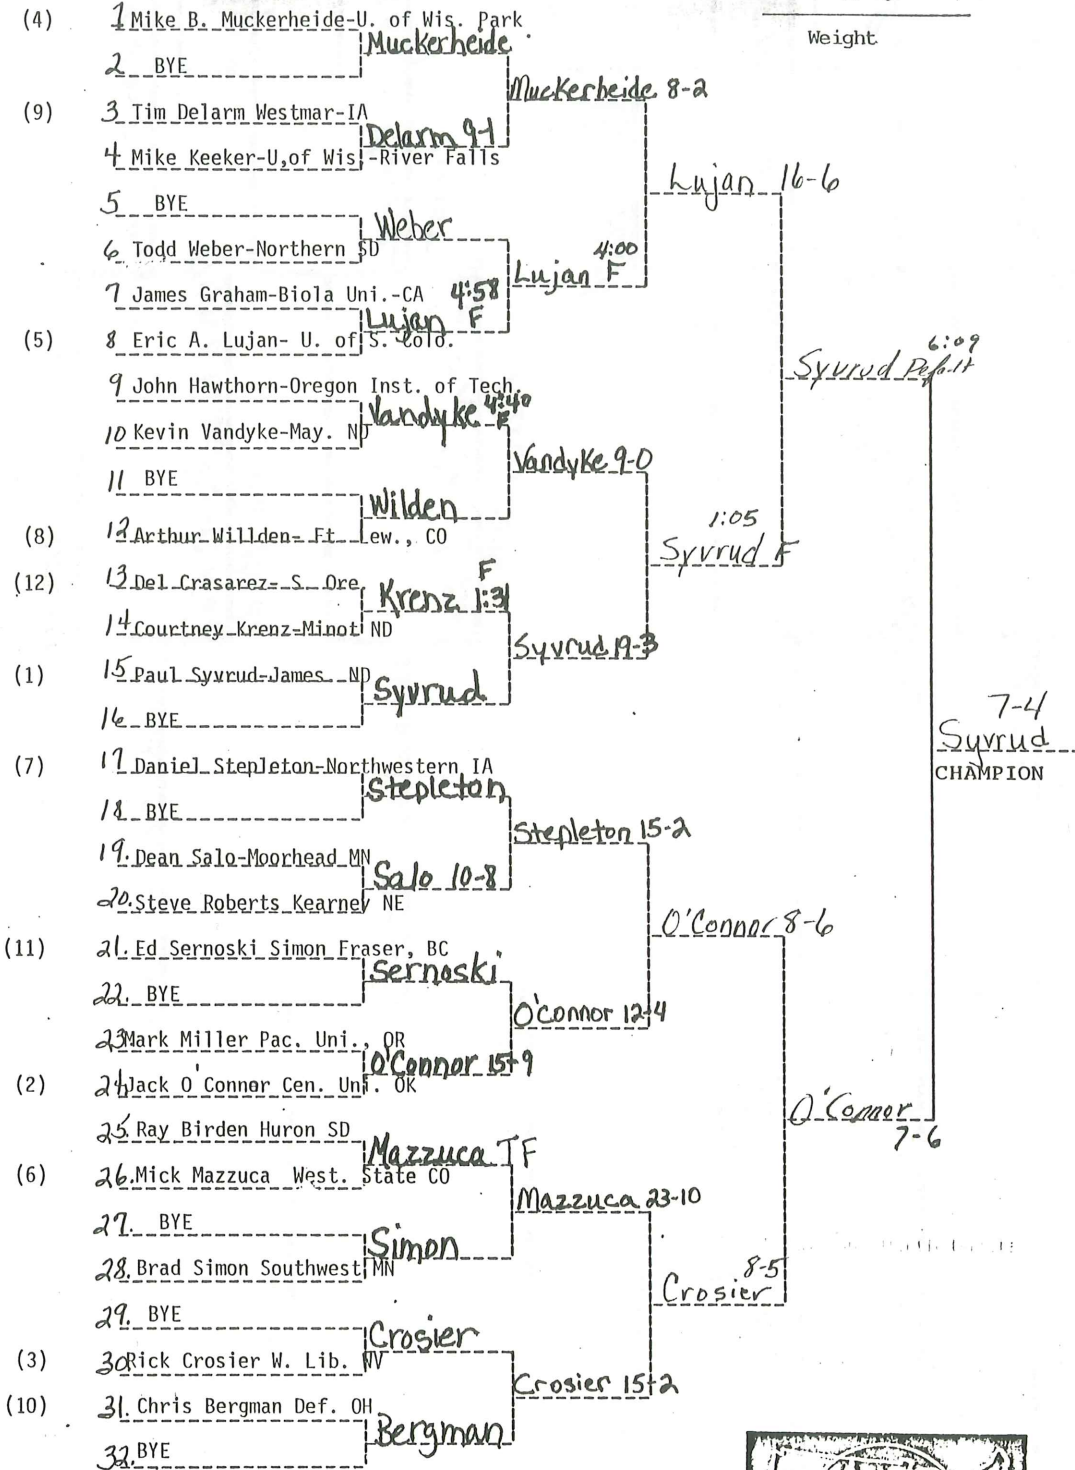 Weight
(4) 1 Mike B. Muckerheide-U. of Wis. Park
Muckerheide
2 BYE
Muckerheide 8-2
(9) 3 Tim Delarm Westmar-IA
Delarm 9-1
4 Mike Keeker-U,of Wis.-River Falls
Lujan 16-6
5 BYE
Weber
6 Todd Weber-Northern SD
4:00
Lujan F
7 James Graham-Biola Uni.-CA
4:58
Lujan F
(5) 8 Eric A. Lujan- U. of S. Colo.
6:09
Syvrud Default
9 John Hawthorn-Oregon Inst. of Tech.
Vandyke 4:40 F
10 Kevin Vandyke-May. ND
Vandyke 9-0
11 BYE
Wilden
(8) 12 Arthur Willden- Ft. Lew., CO
1:05
Syvrud F
(12) 13 Del Crasarez- S. Ore.
F
Krenz 1:31
14 Courtney Krenz-Minot ND
Syvrud 19-3
(1) 15 Paul Syvrud-James. ND
Syvrud
16 BYE
7-4
Syvrud
CHAMPION
(7) 17 Daniel Stepleton-Northwestern IA
Stepleton
18 BYE
Stepleton 15-2
19. Dean Salo-Moorhead MN
Salo 10-8
20. Steve Roberts Kearney NE
O'Connor 8-6
(11) 21. Ed Sernoski Simon Fraser, BC
Sernoski
22. BYE
O'Connor 12-4
23 Mark Miller Pac. Uni., OR
O'Connor 15-9
(2) 24 Jack O'Connor Cen. Uni. OK
O'Connor
7-6
25. Ray Birden Huron SD
Mazzuca TF
(6) 26. Mick Mazzuca West. State CO
Mazzuca 23-10
27. BYE
Simon
28. Brad Simon Southwest MN
8-5
Crosier
29. BYE
Crosier
(3) 30 Rick Crosier W. Lib. WV
Crosier 15-2
(10) 31. Chris Bergman Def. OH
Bergman
32. BYE